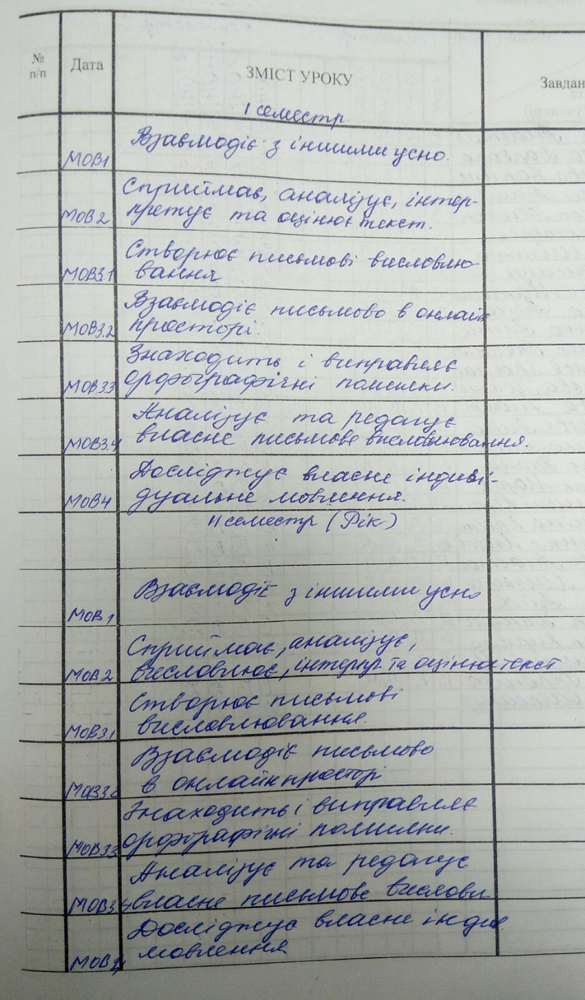 № п/п
Дата
ЗМІСТ УРОКУ
Завдан
I семестр
МОВ1 Взаємодіє з іншими усно.
Сприймає, аналізує, інтер-
МОВ2 претує та оцінює текст.
Створює письмові висловлю-
МОВ3.1 вання
Взаємодіє письмово в онлайн
МОВ3.2 просторі.
Знаходить і виправляє
МОВ3.3 орфографічні помилки.
Аналізує та редагує
МОВ3.4 власне письмове висловлювання.
Досліджує власне індиві-
МОВ4 дуальне мовлення.
II семестр (Рік)
МОВ1 Взаємодіє з іншими усно
Сприймає, аналізує,
МОВ2 висловлює, інтерпр. та оцінює текст
Створює письмові
МОВ3.1 висловлювання.
Взаємодіє письмово
МОВ3.2 в онлайн просторі
Знаходить і виправляє
МОВ3.3 орфографічні помилки.
Аналізує та редагує
МОВ3.4 власне письмове вислови
Досліджує власне індив.
МОВ4 мовлення